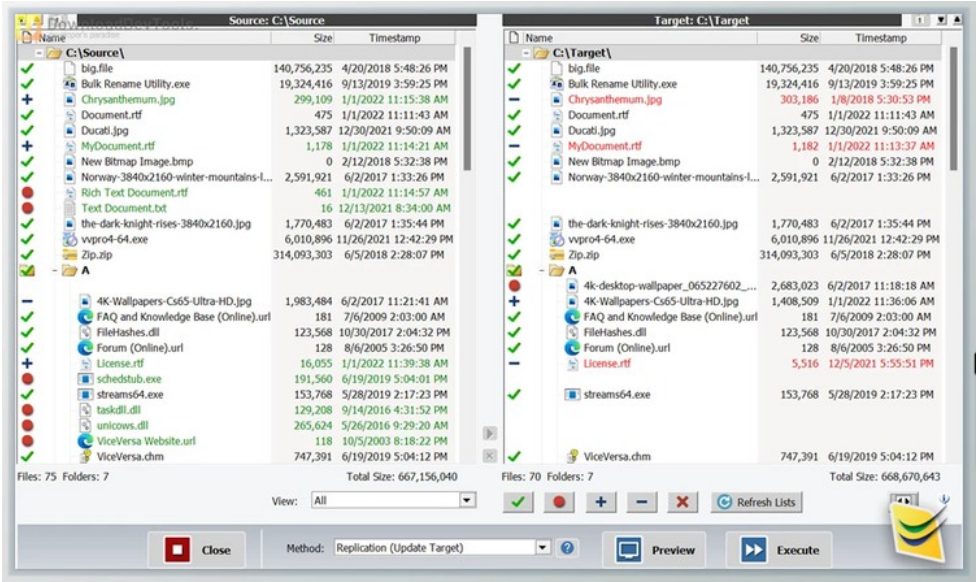 DownloadDevTools.
developer's paradise
Source: C:\Source
Name Size Timestamp
C:\Source\
big.file 140,756,235 4/20/2018 5:48:26 PM
Bulk Rename Utility.exe 19,324,416 9/13/2019 3:59:25 PM
Chrysanthemum.jpg 299,109 1/1/2022 11:15:38 AM
Document.rtf 475 1/1/2022 11:11:43 AM
Ducati.jpg 1,323,587 12/30/2021 9:50:09 AM
MyDocument.rtf 1,178 1/1/2022 11:14:21 AM
New Bitmap Image.bmp 0 2/12/2018 5:32:38 PM
Norway-3840x2160-winter-mountains-l... 2,591,921 6/2/2017 1:33:26 PM
Rich Text Document.rtf 461 1/1/2022 11:14:57 AM
Text Document.txt 16 12/13/2021 8:34:00 AM
the-dark-knight-rises-3840x2160.jpg 1,770,483 6/2/2017 1:35:44 PM
vvpro4-64.exe 6,010,896 11/26/2021 12:42:29 PM
Zip.zip 314,093,303 6/5/2018 2:28:07 PM
A
4K-Wallpapers-Cs65-Ultra-HD.jpg 1,983,484 6/2/2017 11:21:41 AM
FAQ and Knowledge Base (Online).url 181 7/6/2009 2:03:00 AM
FileHashes.dll 123,568 10/30/2017 2:04:32 PM
Forum (Online).url 128 8/6/2005 3:26:50 PM
License.rtf 16,055 1/1/2022 11:39:38 AM
schedstub.exe 191,560 6/19/2019 5:04:01 PM
streams64.exe 153,768 5/28/2019 2:17:23 PM
taskdll.dll 129,208 9/14/2016 4:31:52 PM
unicows.dll 265,624 5/26/2016 9:29:20 AM
ViceVersa Website.url 118 10/5/2003 8:18:22 PM
ViceVersa.chm 747,391 6/19/2019 5:04:12 PM
Files: 75 Folders: 7 Total Size: 667,156,040
Target: C:\Target
1
Name Size Timestamp
C:\Target\
big.file 140,756,235 4/20/2018 5:48:26 PM
Bulk Rename Utility.exe 19,324,416 9/13/2019 3:59:25 PM
Chrysanthemum.jpg 303,186 1/8/2018 5:30:53 PM
Document.rtf 475 1/1/2022 11:11:43 AM
Ducati.jpg 1,323,587 12/30/2021 9:50:09 AM
MyDocument.rtf 1,182 1/1/2022 11:13:37 AM
New Bitmap Image.bmp 0 2/12/2018 5:32:38 PM
Norway-3840x2160-winter-mountains-l... 2,591,921 6/2/2017 1:33:26 PM
the-dark-knight-rises-3840x2160.jpg 1,770,483 6/2/2017 1:35:44 PM
vvpro4-64.exe 6,010,896 11/26/2021 12:42:29 PM
Zip.zip 314,093,303 6/5/2018 2:28:07 PM
A
4k-desktop-wallpaper_065227602_... 2,683,023 6/2/2017 11:18:18 AM
4K-Wallpapers-Cs65-Ultra-HD.jpg 1,408,509 1/1/2022 11:36:06 AM
FAQ and Knowledge Base (Online).url 181 7/6/2009 2:03:00 AM
FileHashes.dll 123,568 10/30/2017 2:04:32 PM
Forum (Online).url 128 8/6/2005 3:26:50 PM
License.rtf 5,516 12/5/2021 5:55:51 PM
streams64.exe 153,768 5/28/2019 2:17:23 PM
ViceVersa.chm 747,391 6/19/2019 5:04:12 PM
Files: 70 Folders: 7 Total Size: 668,670,643
View: All
Refresh Lists
Close Method: Replication (Update Target) Preview Execute